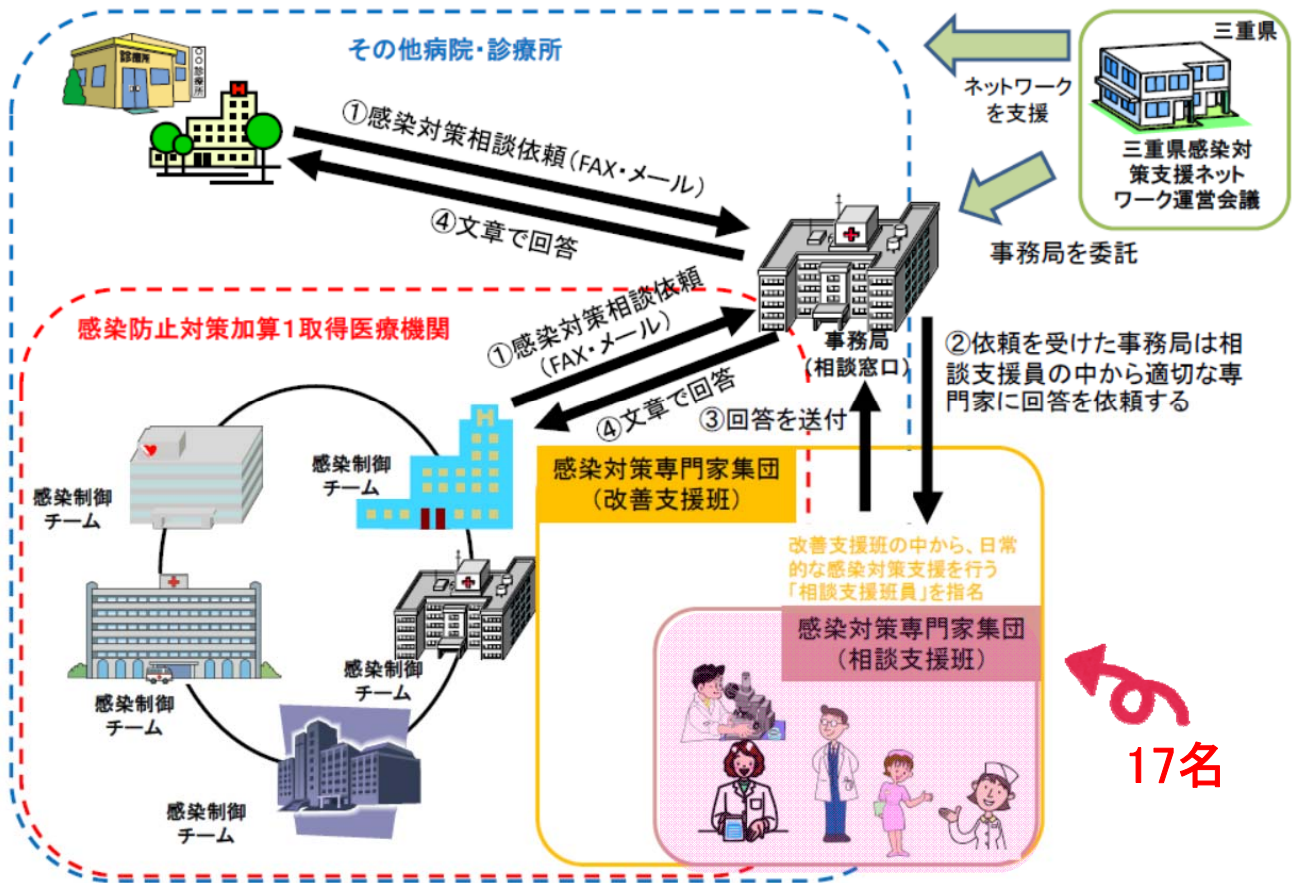 その他病院・診療所
診療所
〇〇診療所
H
①感染対策相談依頼(FAX・メール)
④文章で回答
三重県
三重県感染対
策支援ネット
ワーク運営会議
ネットワーク
を支援
事務局を委託
事務局
(相談窓口)
感染防止対策加算1取得医療機関
①感染対策相談依頼
(FAX・メール)
④文章で回答
③回答を送付
②依頼を受けた事務局は相
談支援員の中から適切な専
門家に回答を依頼する
H
感染制御
チーム
感染制御
チーム
感染制御
チーム
感染制御
チーム
感染制御
チーム
感染対策専門家集団
(改善支援班)
改善支援班の中から、日常
的な感染対策支援を行う
「相談支援班員」を指名
感染対策専門家集団
(相談支援班)
17名